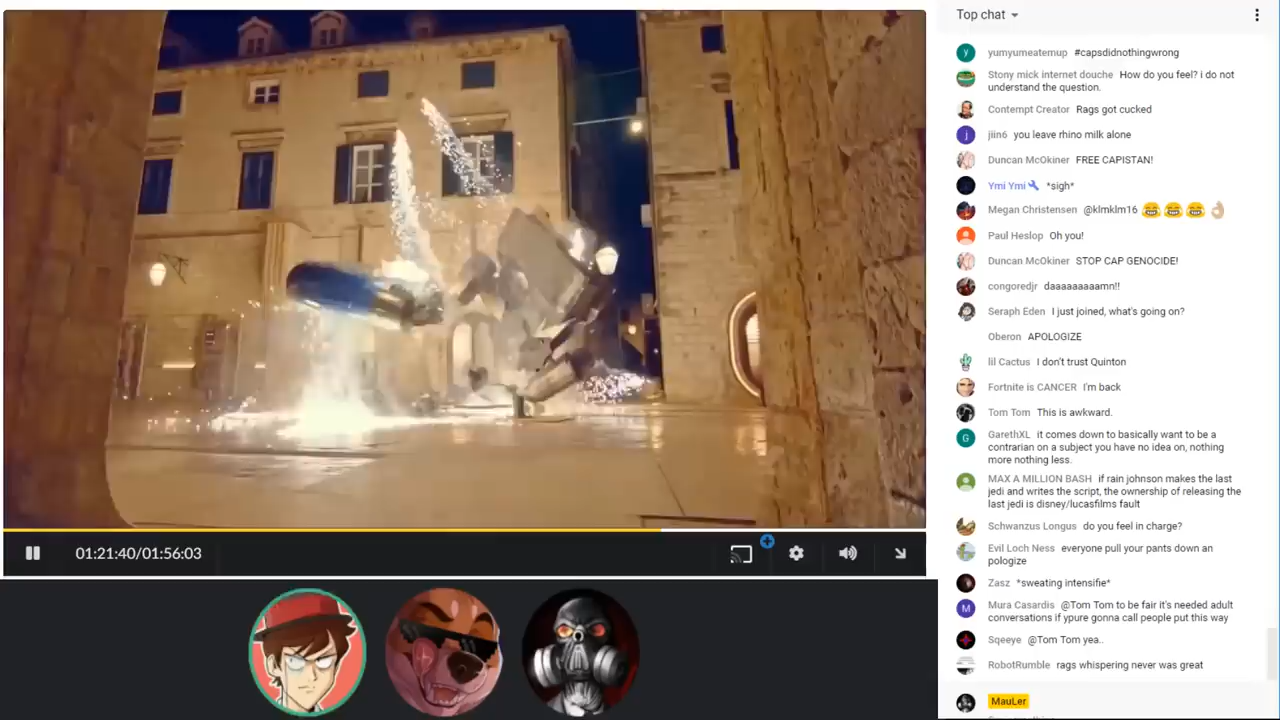 Top chat
y yumyumeatemup #capsdidnothingwrong
Stony mick internet douche How do you feel? i do not
understand the question.
Contempt Creator Rags got cucked
j jiin6 you leave rhino milk alone
Duncan McOkiner FREE CAPISTAN!
Ymi Ymi *sigh*
Megan Christensen @klmklm16 😂😂😂👌🏼
Paul Heslop Oh you!
Duncan McOkiner STOP CAP GENOCIDE!
congoredjr daaaaaaaamn!!
Seraph Eden I just joined, what's going on?
Oberon APOLOGIZE
lil Cactus I don't trust Quinton
Fortnite is CANCER I'm back
Tom Tom This is awkward.
G GarethXL it comes down to basically want to be a
contrarian on a subject you have no idea on, nothing
more nothing less.
MAX A MILLION BASH if rain johnson makes the last
jedi and writes the script, the ownership of releasing the
last jedi is disney/lucasfilms fault
Schwanzus Longus do you feel in charge?
Evil Loch Ness everyone pull your pants down an
pologize
Zasz *sweating intensifie*
M Mura Casardis @Tom Tom to be fair it's needed adult
conversations if ypure gonna call people put this way
Sqeeye @Tom Tom yea..
RobotRumble rags whispering never was great
MauLer
01:21:40/01:56:03